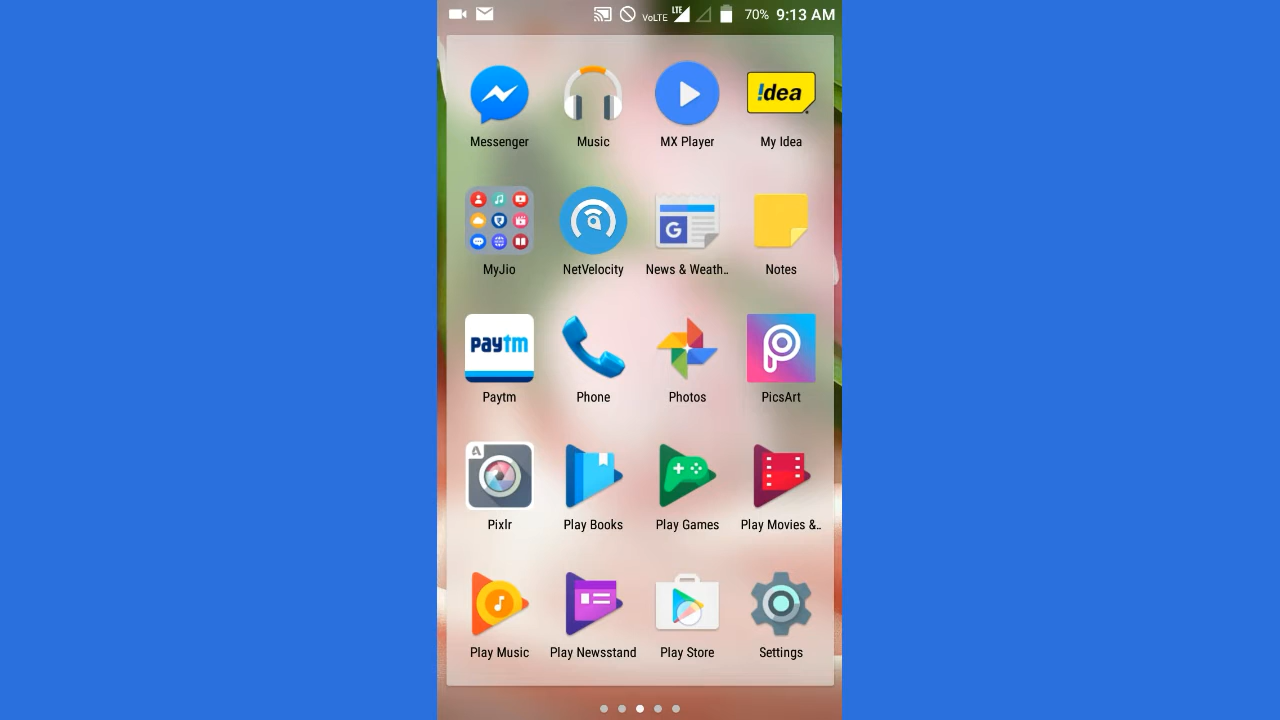 VoLTE LTE 70% 9:13 AM
!dea
Messenger Music MX Player My Idea
G
MyJio NetVelocity News & Weath.. Notes
paytm
Paytm Phone Photos PicsArt
Pixlr Play Books Play Games Play Movies &..
Play Music Play Newsstand Play Store Settings